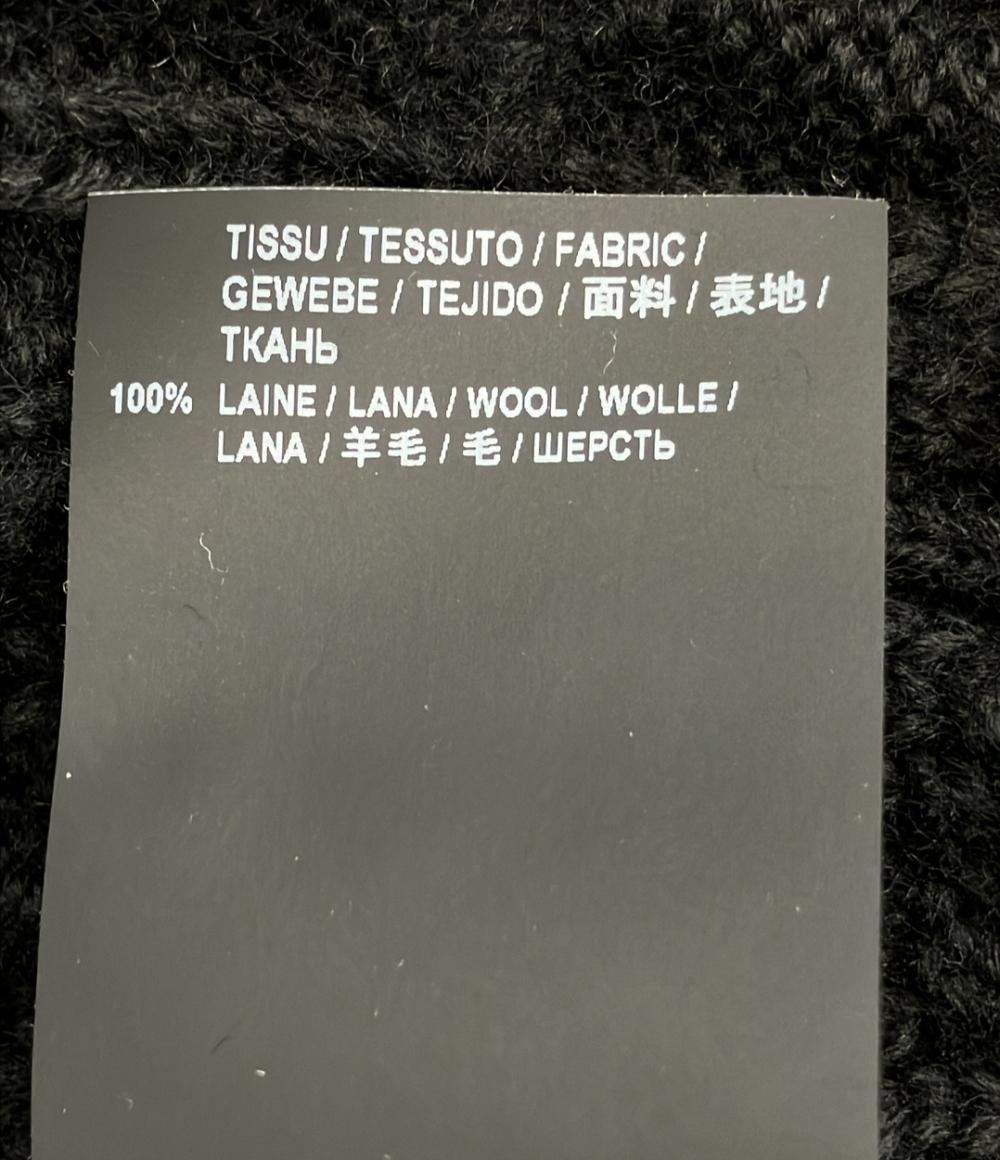 TISSU / TESSUTO / FABRIC /
GEWEBE / TEJIDO / 面料 / 表地 /
ТКАНЬ
100% LAINE / LANA / WOOL / WOLLE /
LANA / 羊毛 / 毛 / ШЕРСТЬ